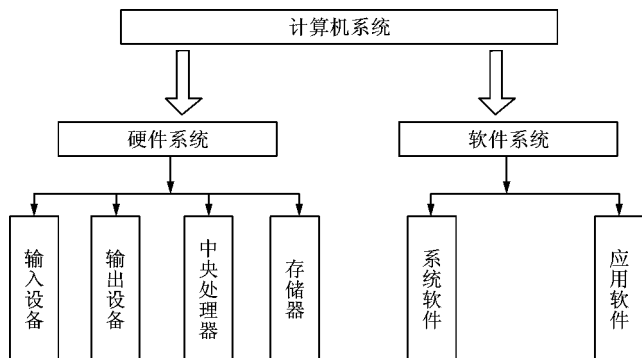 计算机系统
硬件系统
软件系统
输入设备
输出设备
中央处理器
存储器
系统软件
应用软件